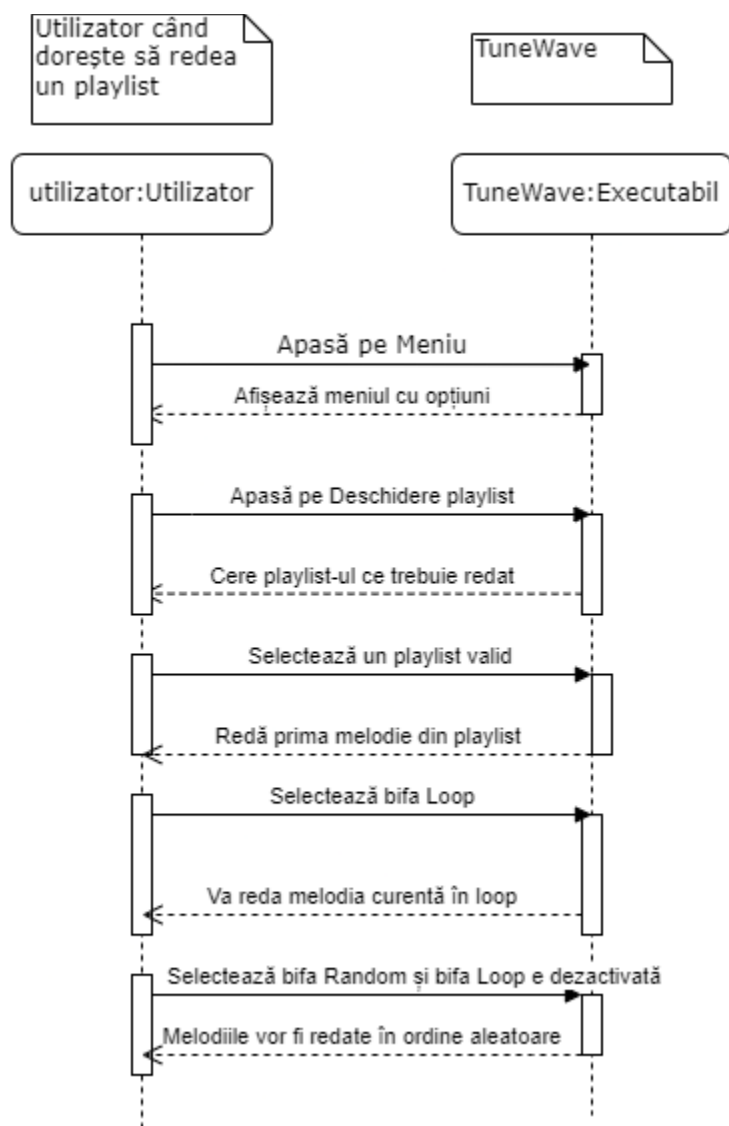 Utilizator când
dorește să redea
un playlist
TuneWave
utilizator:Utilizator
TuneWave:Executabil
Apasă pe Meniu
Afișează meniul cu opțiuni
Apasă pe Deschidere playlist
Cere playlist-ul ce trebuie redat
Selectează un playlist valid
Redă prima melodie din playlist
Selectează bifa Loop
Va reda melodia curentă în loop
Selectează bifa Random și bifa Loop e dezactivată
Melodiile vor fi redate în ordine aleatoare